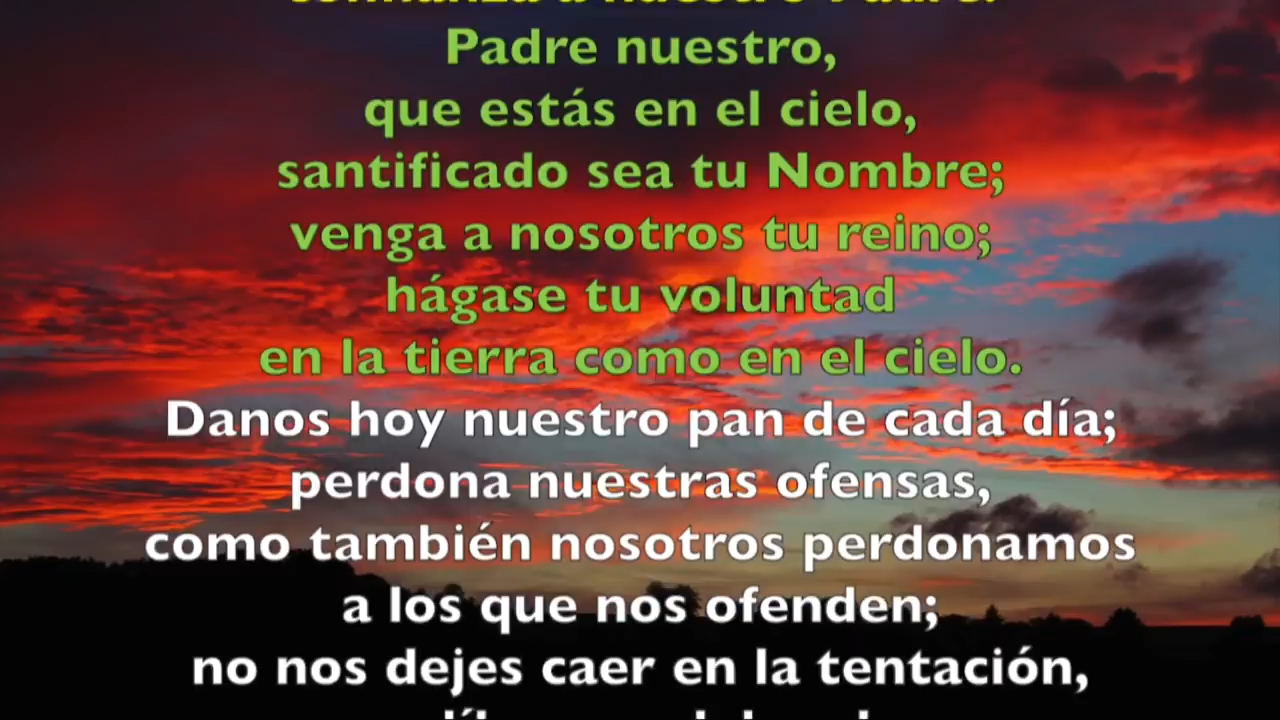 Padre nuestro,
que estás en el cielo,
santificado sea tu Nombre;
venga a nosotros tu reino;
hágase tu voluntad
en la tierra como en el cielo.
Danos hoy nuestro pan de cada día;
perdona nuestras ofensas,
como también nosotros perdonamos
a los que nos ofenden;
no nos dejes caer en la tentación,